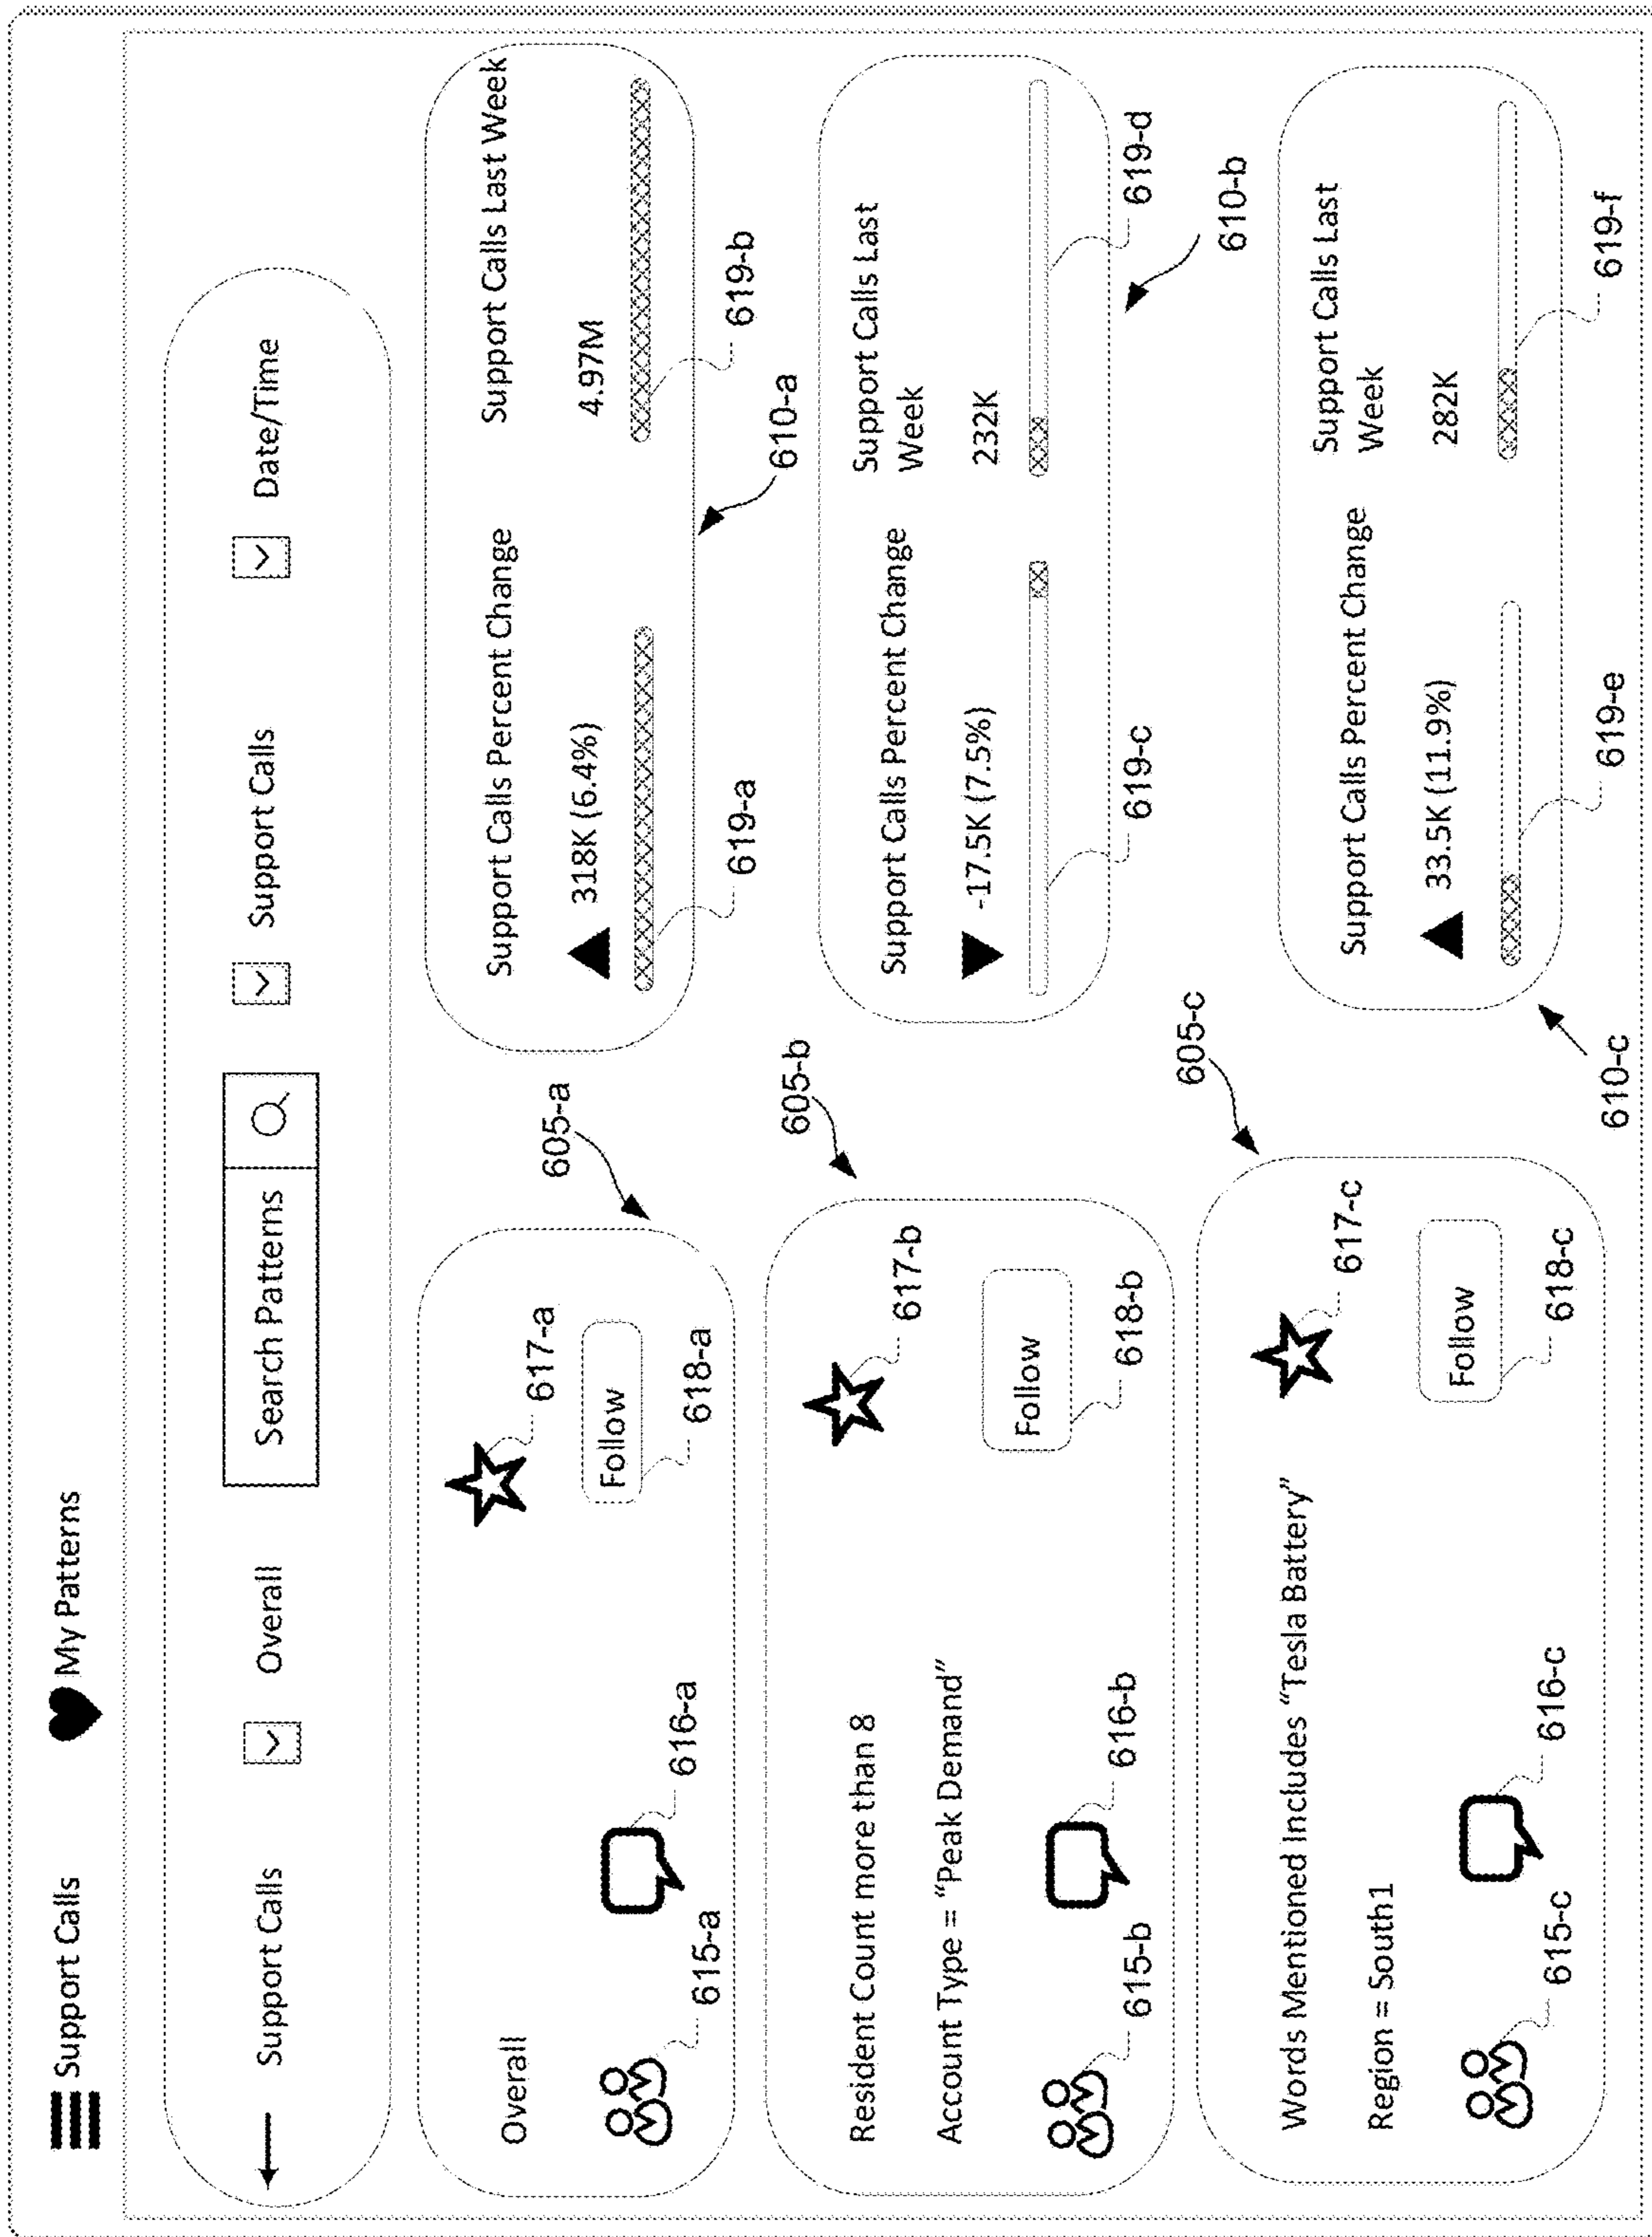 Support Calls
My Patterns
Support Calls
Overall
Search Patterns
Support Calls
Date/Time
Overall
615-a
616-a
617-a
Follow
618-a
605-a
Support Calls Percent Change
318K (6.4%)
619-a
Support Calls Last Week
4.97M
619-b
610-a
Resident Count more than 8
Account Type = “Peak Demand”
615-b
616-b
617-b
Follow
618-b
605-b
Support Calls Percent Change
-17.5K (7.5%)
619-c
Support Calls Last
Week
232K
619-d
610-b
Words Mentioned Includes “Tesla Battery”
Region = South1
615-c
616-c
617-c
Follow
618-c
605-c
Support Calls Percent Change
33.5K (11.9%)
619-e
Support Calls Last
Week
282K
619-f
610-c